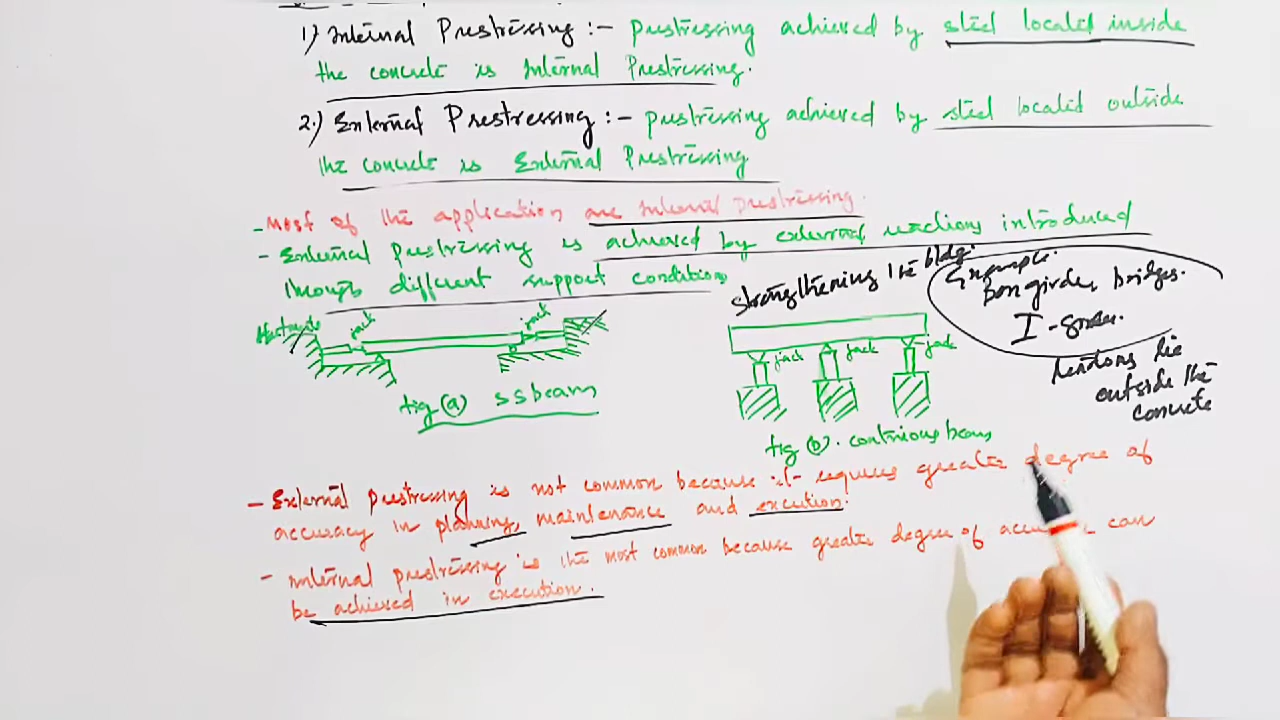 1) Internal Prestressing :- prestressing achieved by steel located inside
the concrete is Internal Prestressing.
2) External Prestressing :- prestressing achieved by steel located outside
the concrete is External Prestressing
- Most of the application are internal prestressing.
- External prestressing is achieved by external reactions introduced
through different support conditions
strengthening the bldg.
Example.
Box girder bridges.
I - Girder.
tendons lie
outside the
concrete
jack
jack
fig (a) SS beam
jack
jack
jack
fig (b). continious beam
- External prestressing is not common because it requires greater degree of
accuracy in planning, maintenance and excution.
- Internal prestressing is the most common because greater degree of can
be achieved in execution.